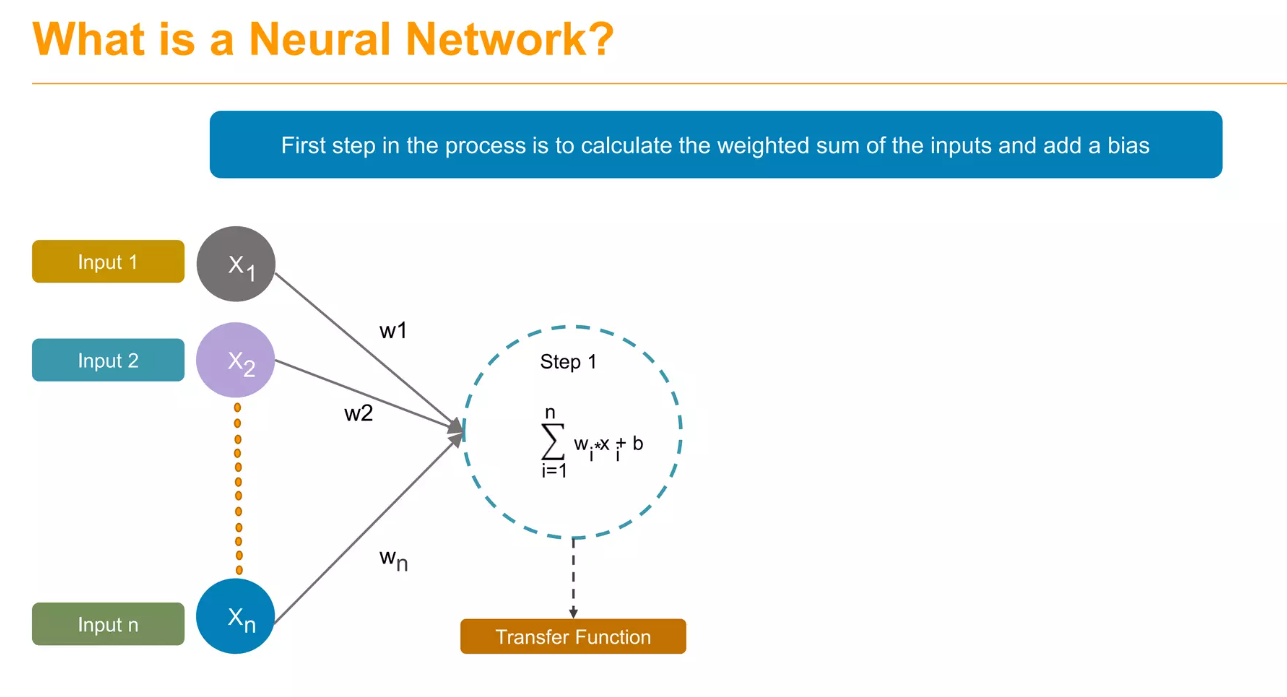 What is a Neural Network?
First step in the process is to calculate the weighted sum of the inputs and add a bias
Input 1
X1
w1
Input 2
X2
w2
Step 1
n
∑ wi*xi + b
i=1
wn
Input n
Xn
Transfer Function